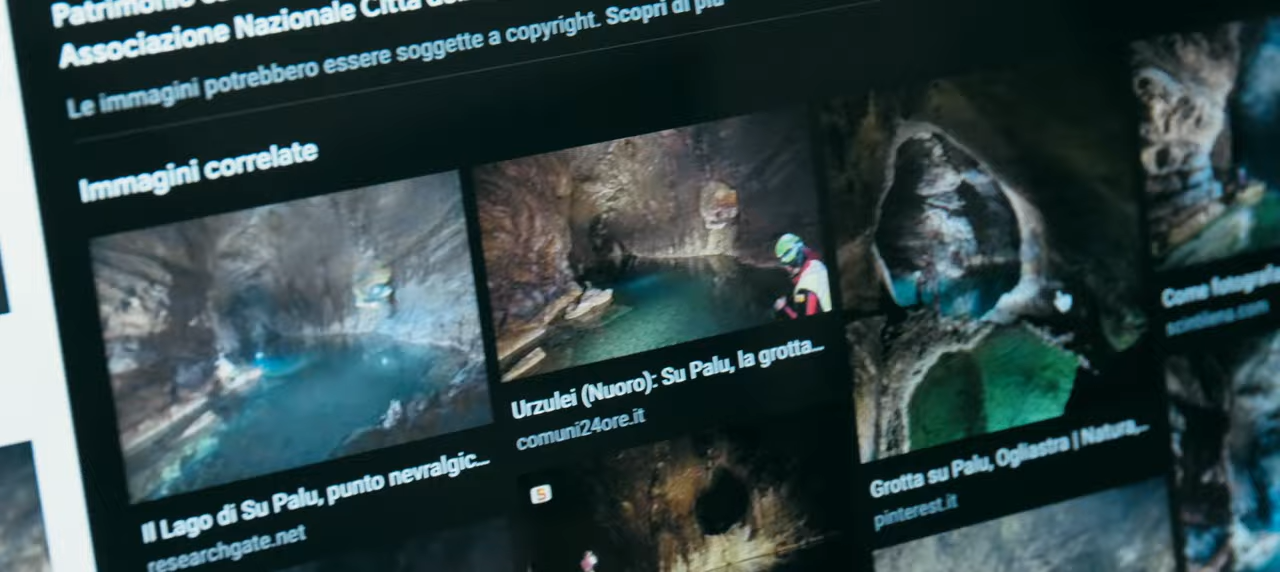 Patrimonio
Associazione Nazionale Città
Le immagini potrebbero essere soggette a copyright. Scopri di più
Immagini correlate
Il Lago di Su Palu, punto nevralgic...
researchgate.net
Urzulei (Nuoro): Su Palu, la grotta...
comuni24ore.it
S
Grotta su Palu, Ogliastra | Natura,...
pinterest.it
Come